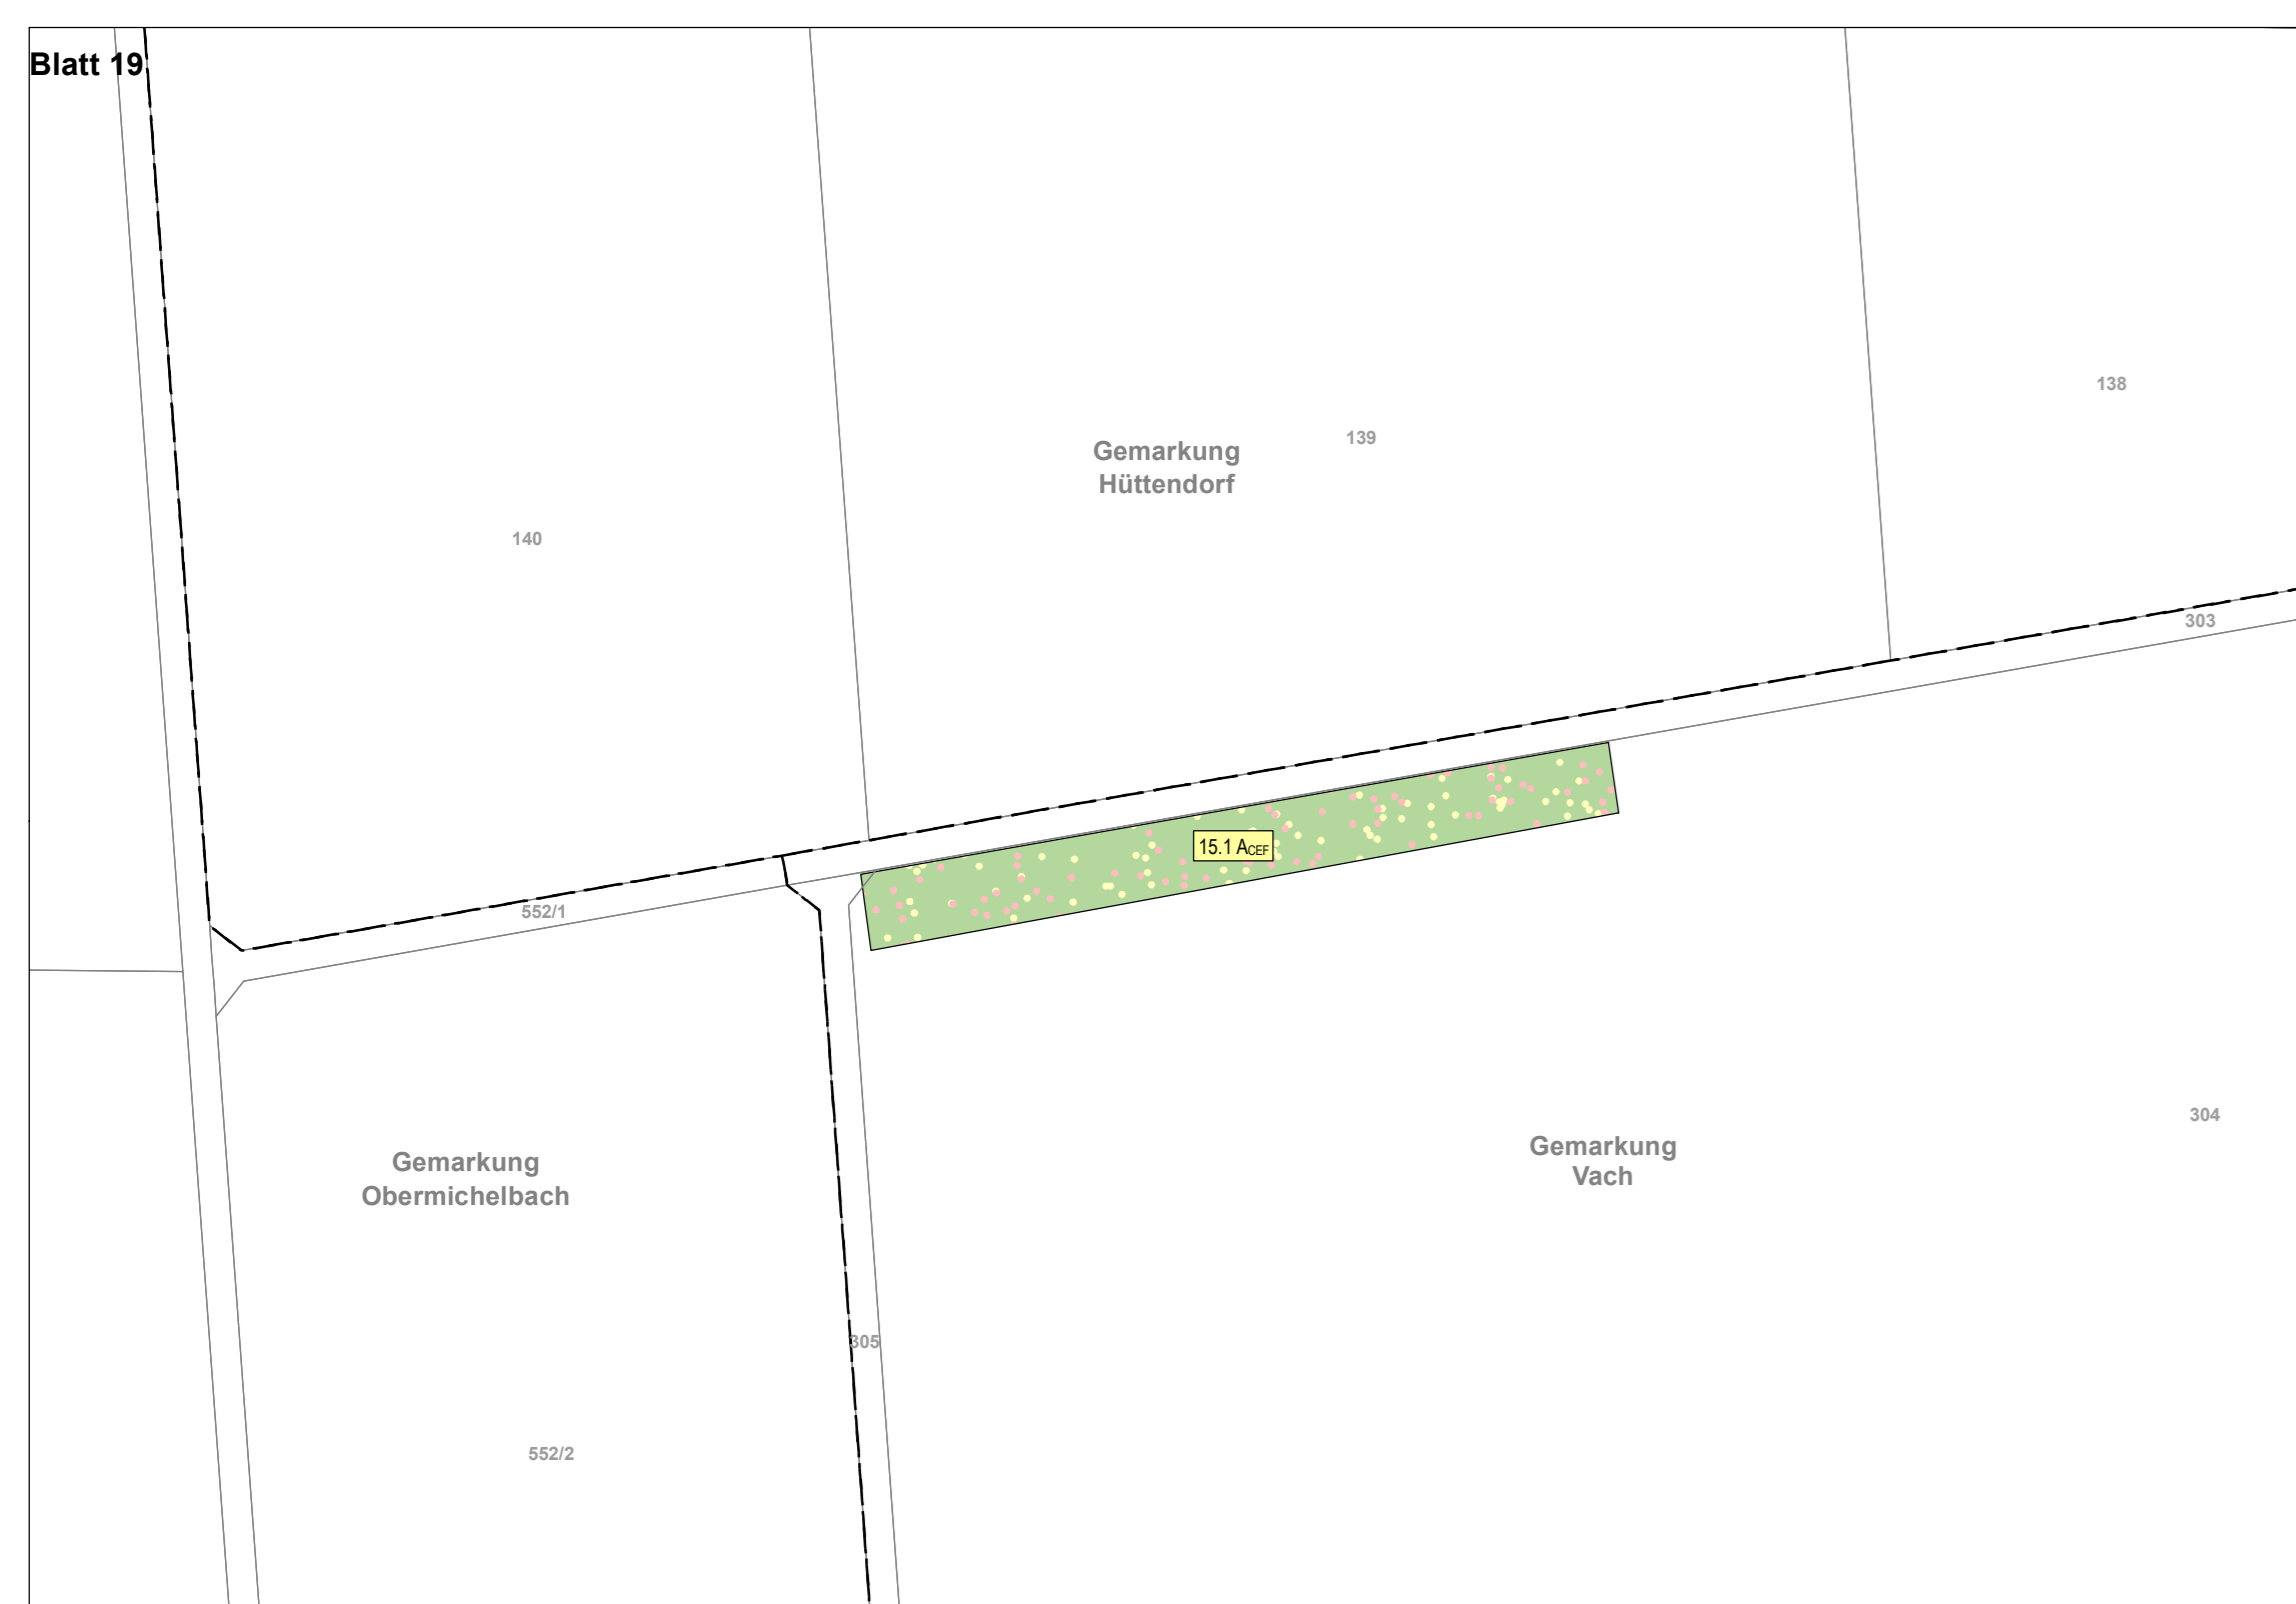 Blatt 19
138
139
Gemarkung
Hüttendorf
140
303
15.1 ACEF
552/1
304
Gemarkung
Vach
Gemarkung
Obermichelbach
305
552/2